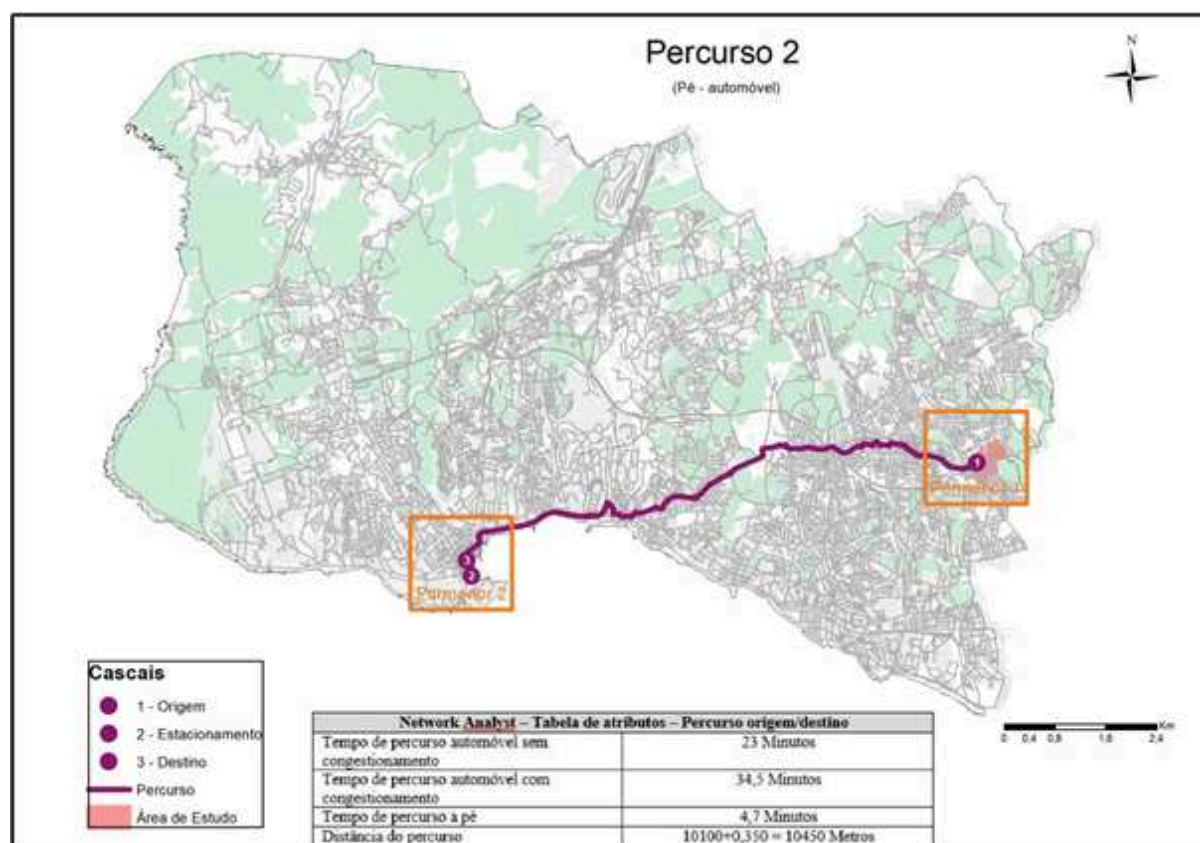 Percurso 2
(Pé - automóvel)
N
Pormenor 2
Cascais
1 - Origem
2 - Estacionamento
3 - Destino
Percurso
Área de Estudo
Network Analyst – Tabela de atributos – Percurso origem/destino
Tempo de percurso automóvel sem congestionamento 23 Minutos
Tempo de percurso automóvel com congestionamento 34,5 Minutos
Tempo de percurso a pé 4,7 Minutos
Distância do percurso 10100+0,350 = 10450 Metros
Km
0 0,4 0,8 1,6 2,4